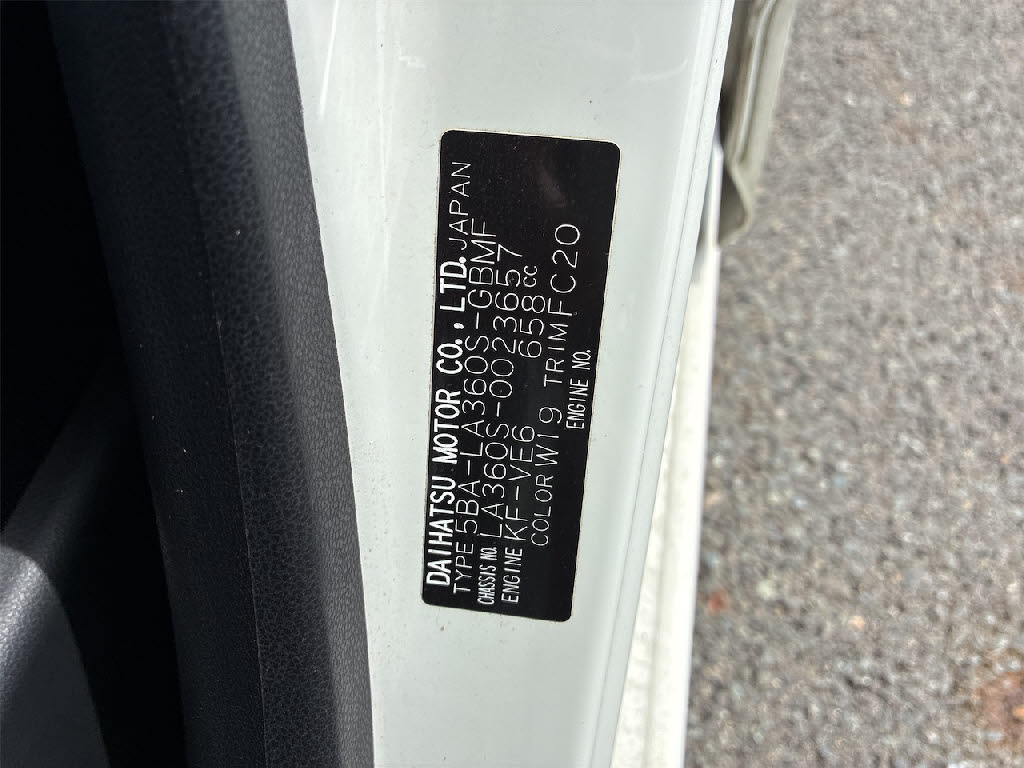 DAIHATSU MOTOR CO., LTD. JAPAN
TYPE 5BA-LA360S-GBMF
CHASSIS NO. LA360S-0023657
ENGINE KF-VE6 658cc
COLOR W19 TRIM FC20
ENGINE NO.